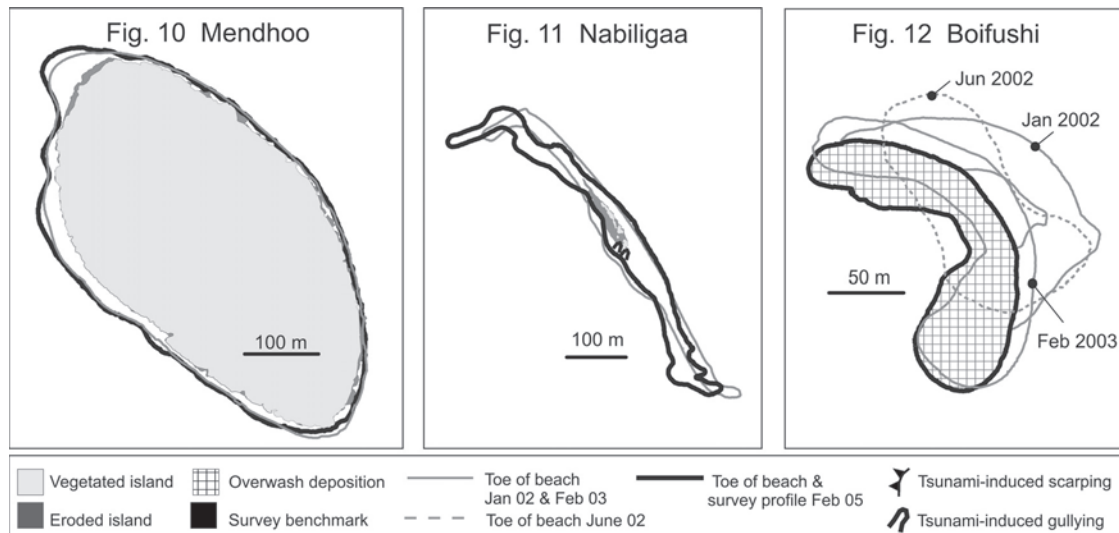 Fig. 10 Mendhoo
100 m
Fig. 11 Nabiligaa
100 m
Fig. 12 Boifushi
Jun 2002
Jan 2002
50 m
Feb 2003
Vegetated island
Eroded island
Overwash deposition
Survey benchmark
Toe of beach
Jan 02 & Feb 03
Toe of beach June 02
Toe of beach &
survey profile Feb 05
Tsunami-induced scarping
Tsunami-induced gullying